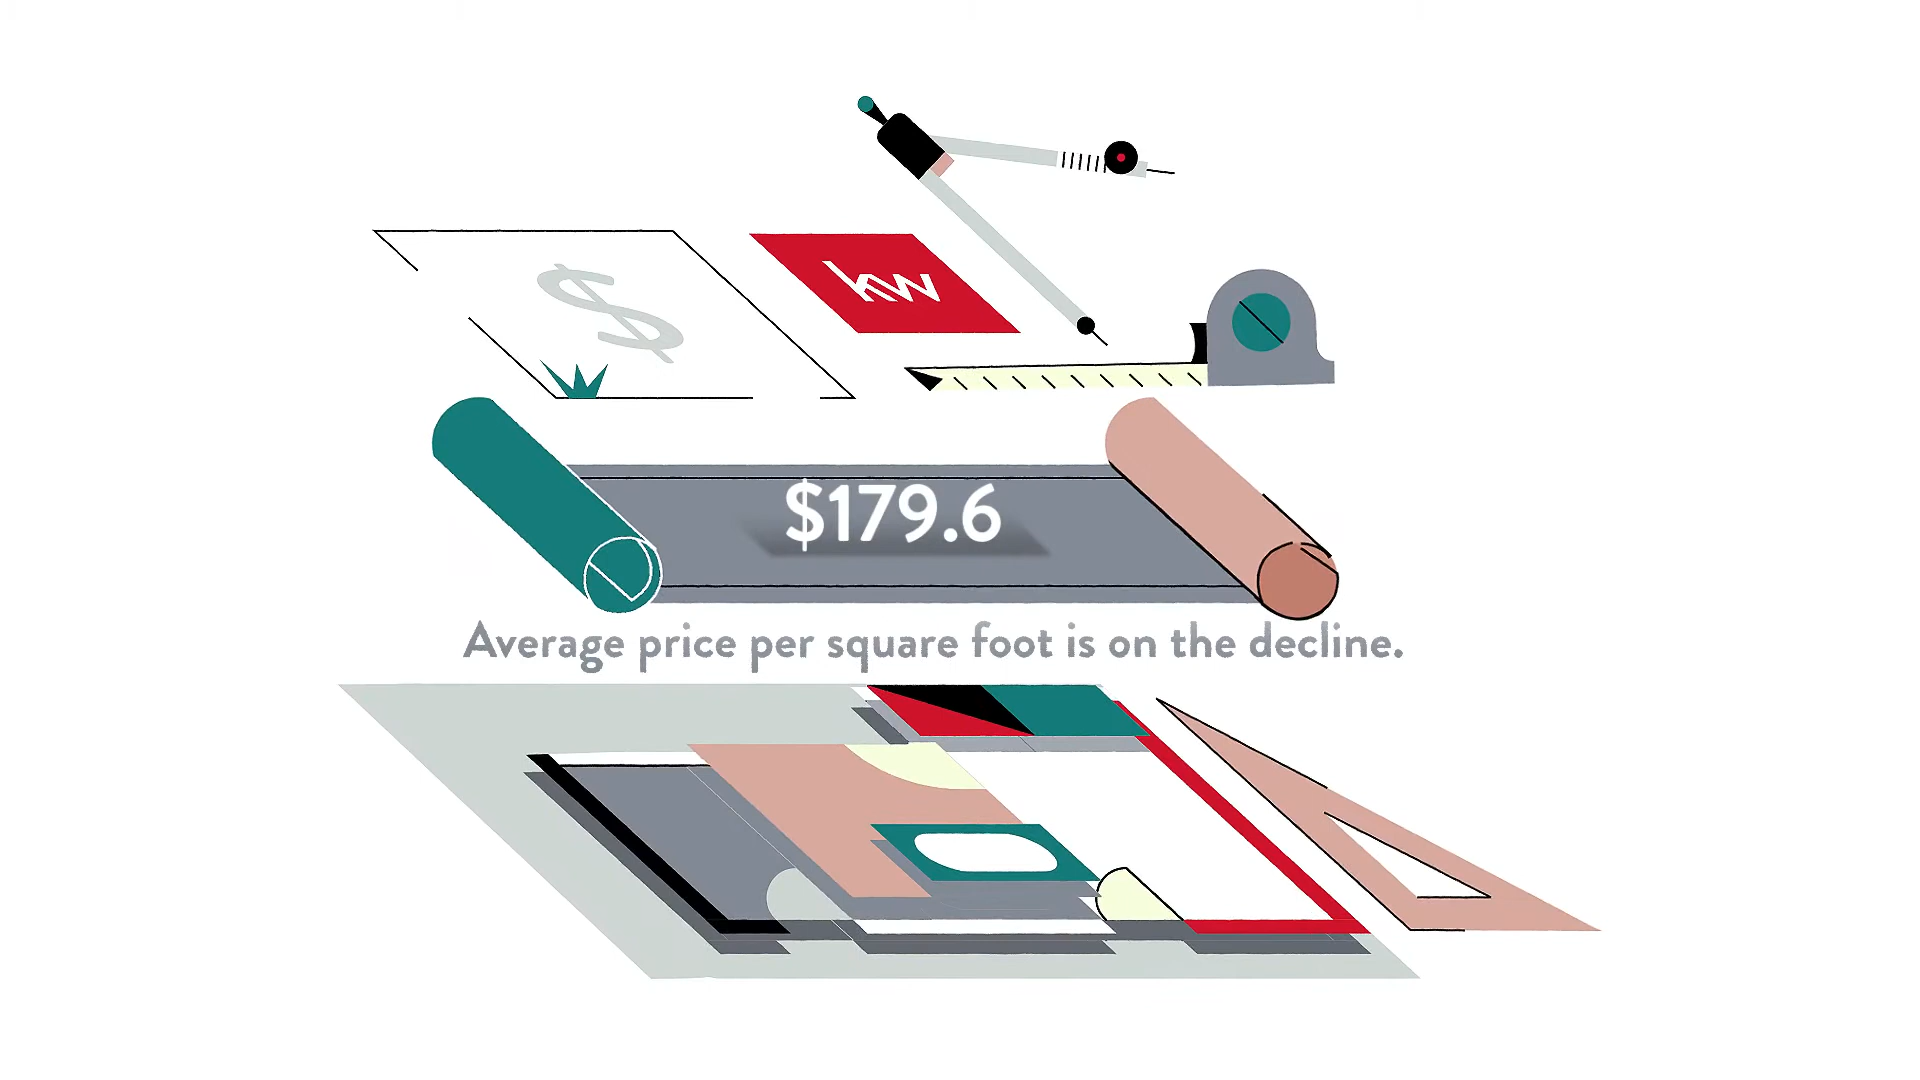 $
kw
$179.6
Average price per square foot is on the decline.